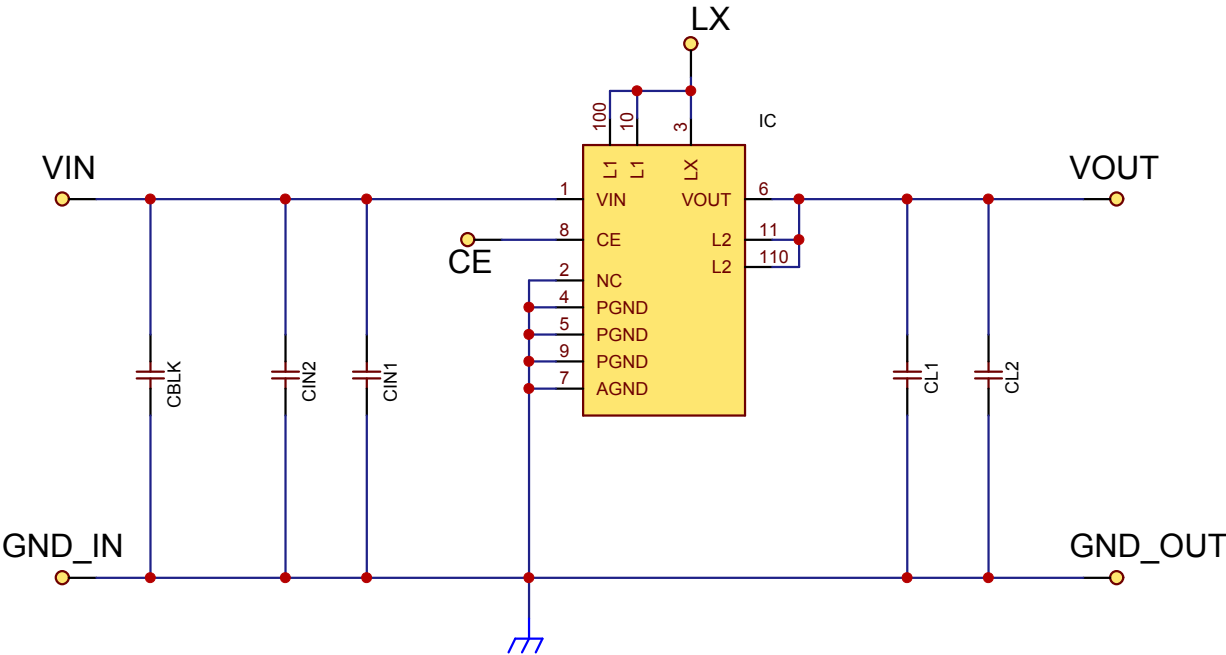 LX
100
10
3
IC
L1
L1
LX
VIN
VOUT
1
VIN
VOUT
6
8
CE
L2
11
CE
2
NC
L2
110
4
PGND
5
PGND
9
PGND
7
AGND
CBLK
CIN2
CIN1
CL1
CL2
GND_IN
GND_OUT